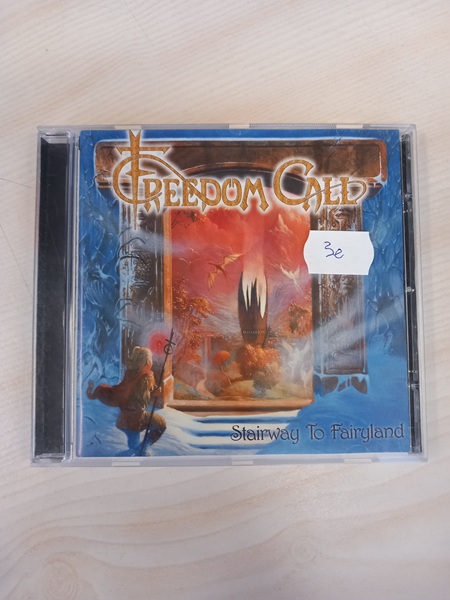 FREEDOM CALL
3e
Stairway To Fairyland